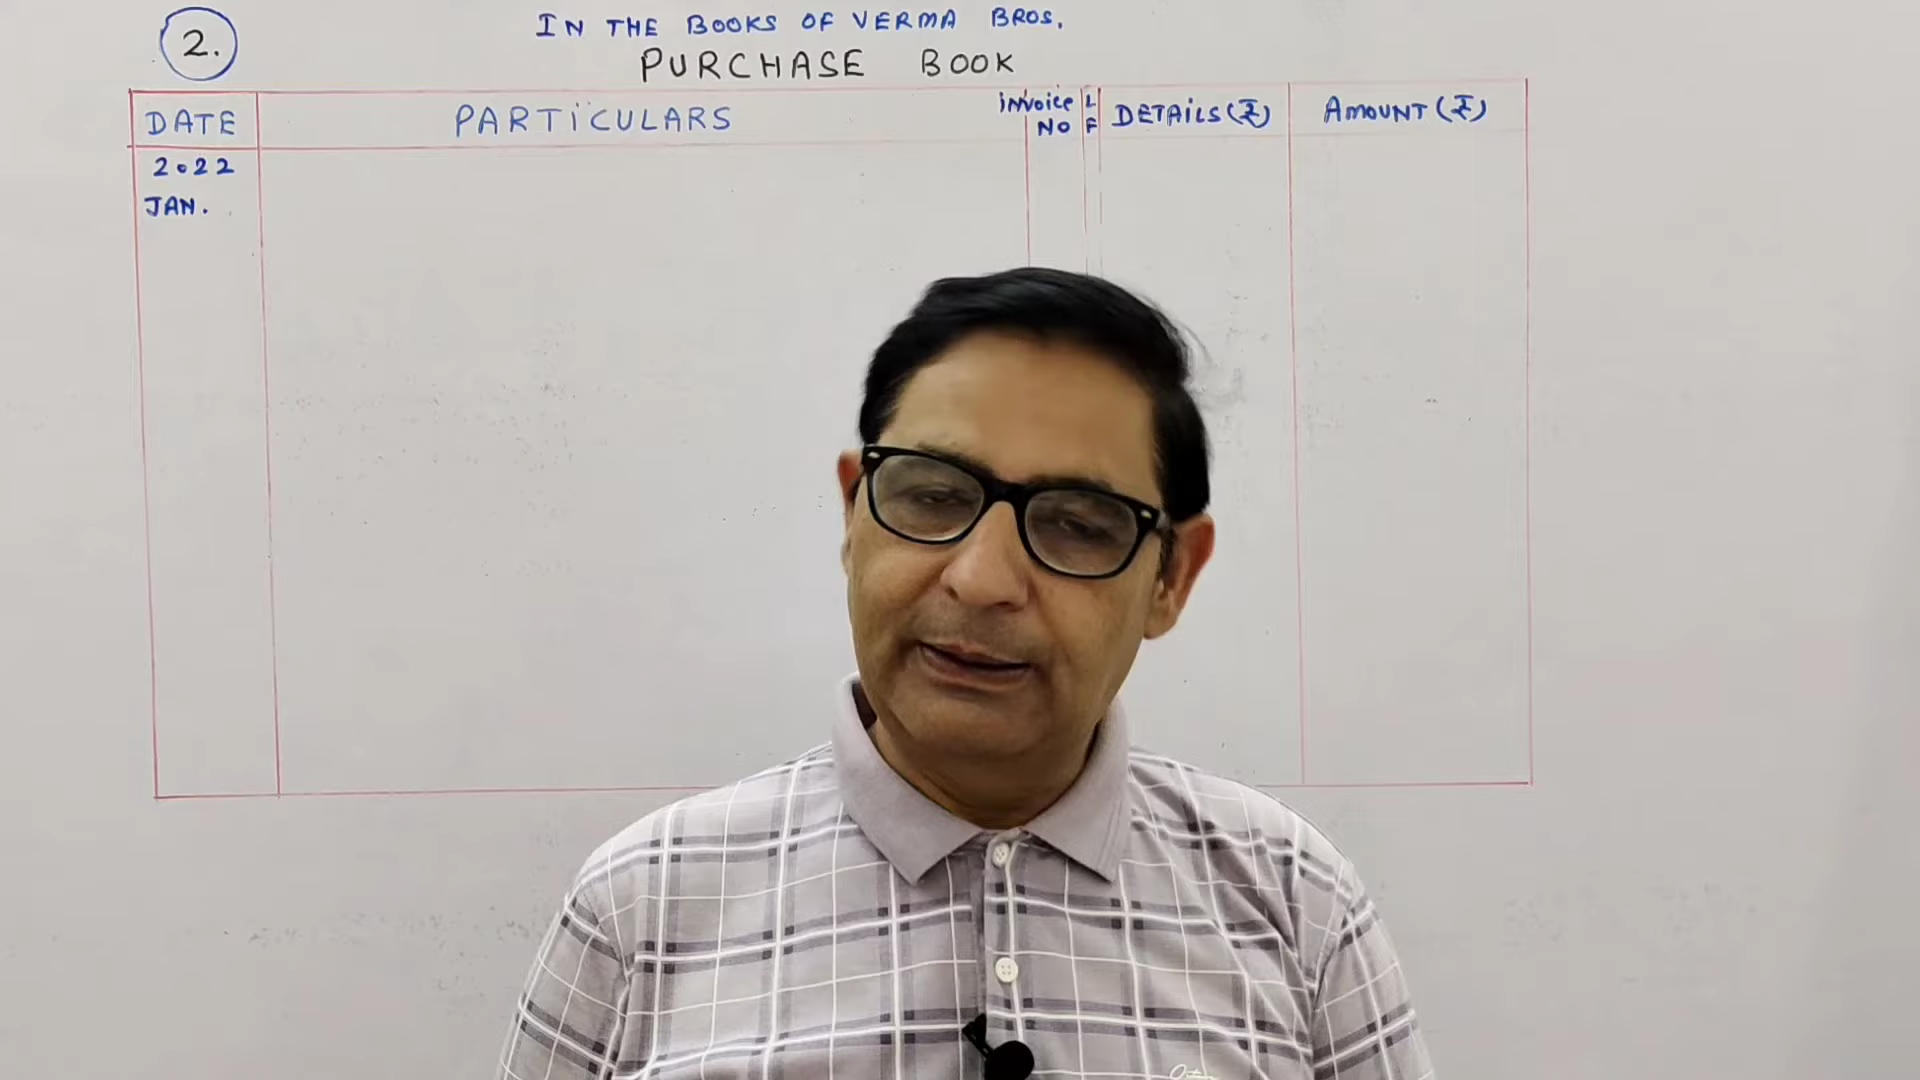 2.
IN THE BOOKS OF VERMA BROS.
PURCHASE BOOK
DATE
PARTICULARS
invoice NO
L F
DETAILS (₹)
AMOUNT (₹)
2022
JAN.